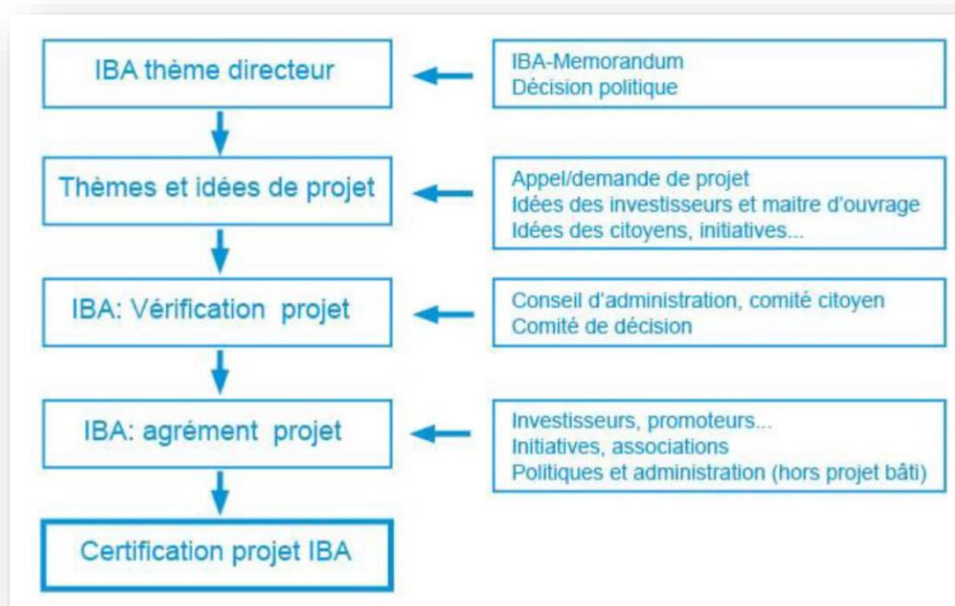 IBA thème directeur
IBA-Memorandum
Décision politique
Thèmes et idées de projet
Appel/demande de projet
Idées des investisseurs et maitre d'ouvrage
Idées des citoyens, initiatives...
IBA: Vérification projet
Conseil d'administration, comité citoyen
Comité de décision
IBA: agrément projet
Investisseurs, promoteurs...
Initiatives, associations
Politiques et administration (hors projet bâti)
Certification projet IBA